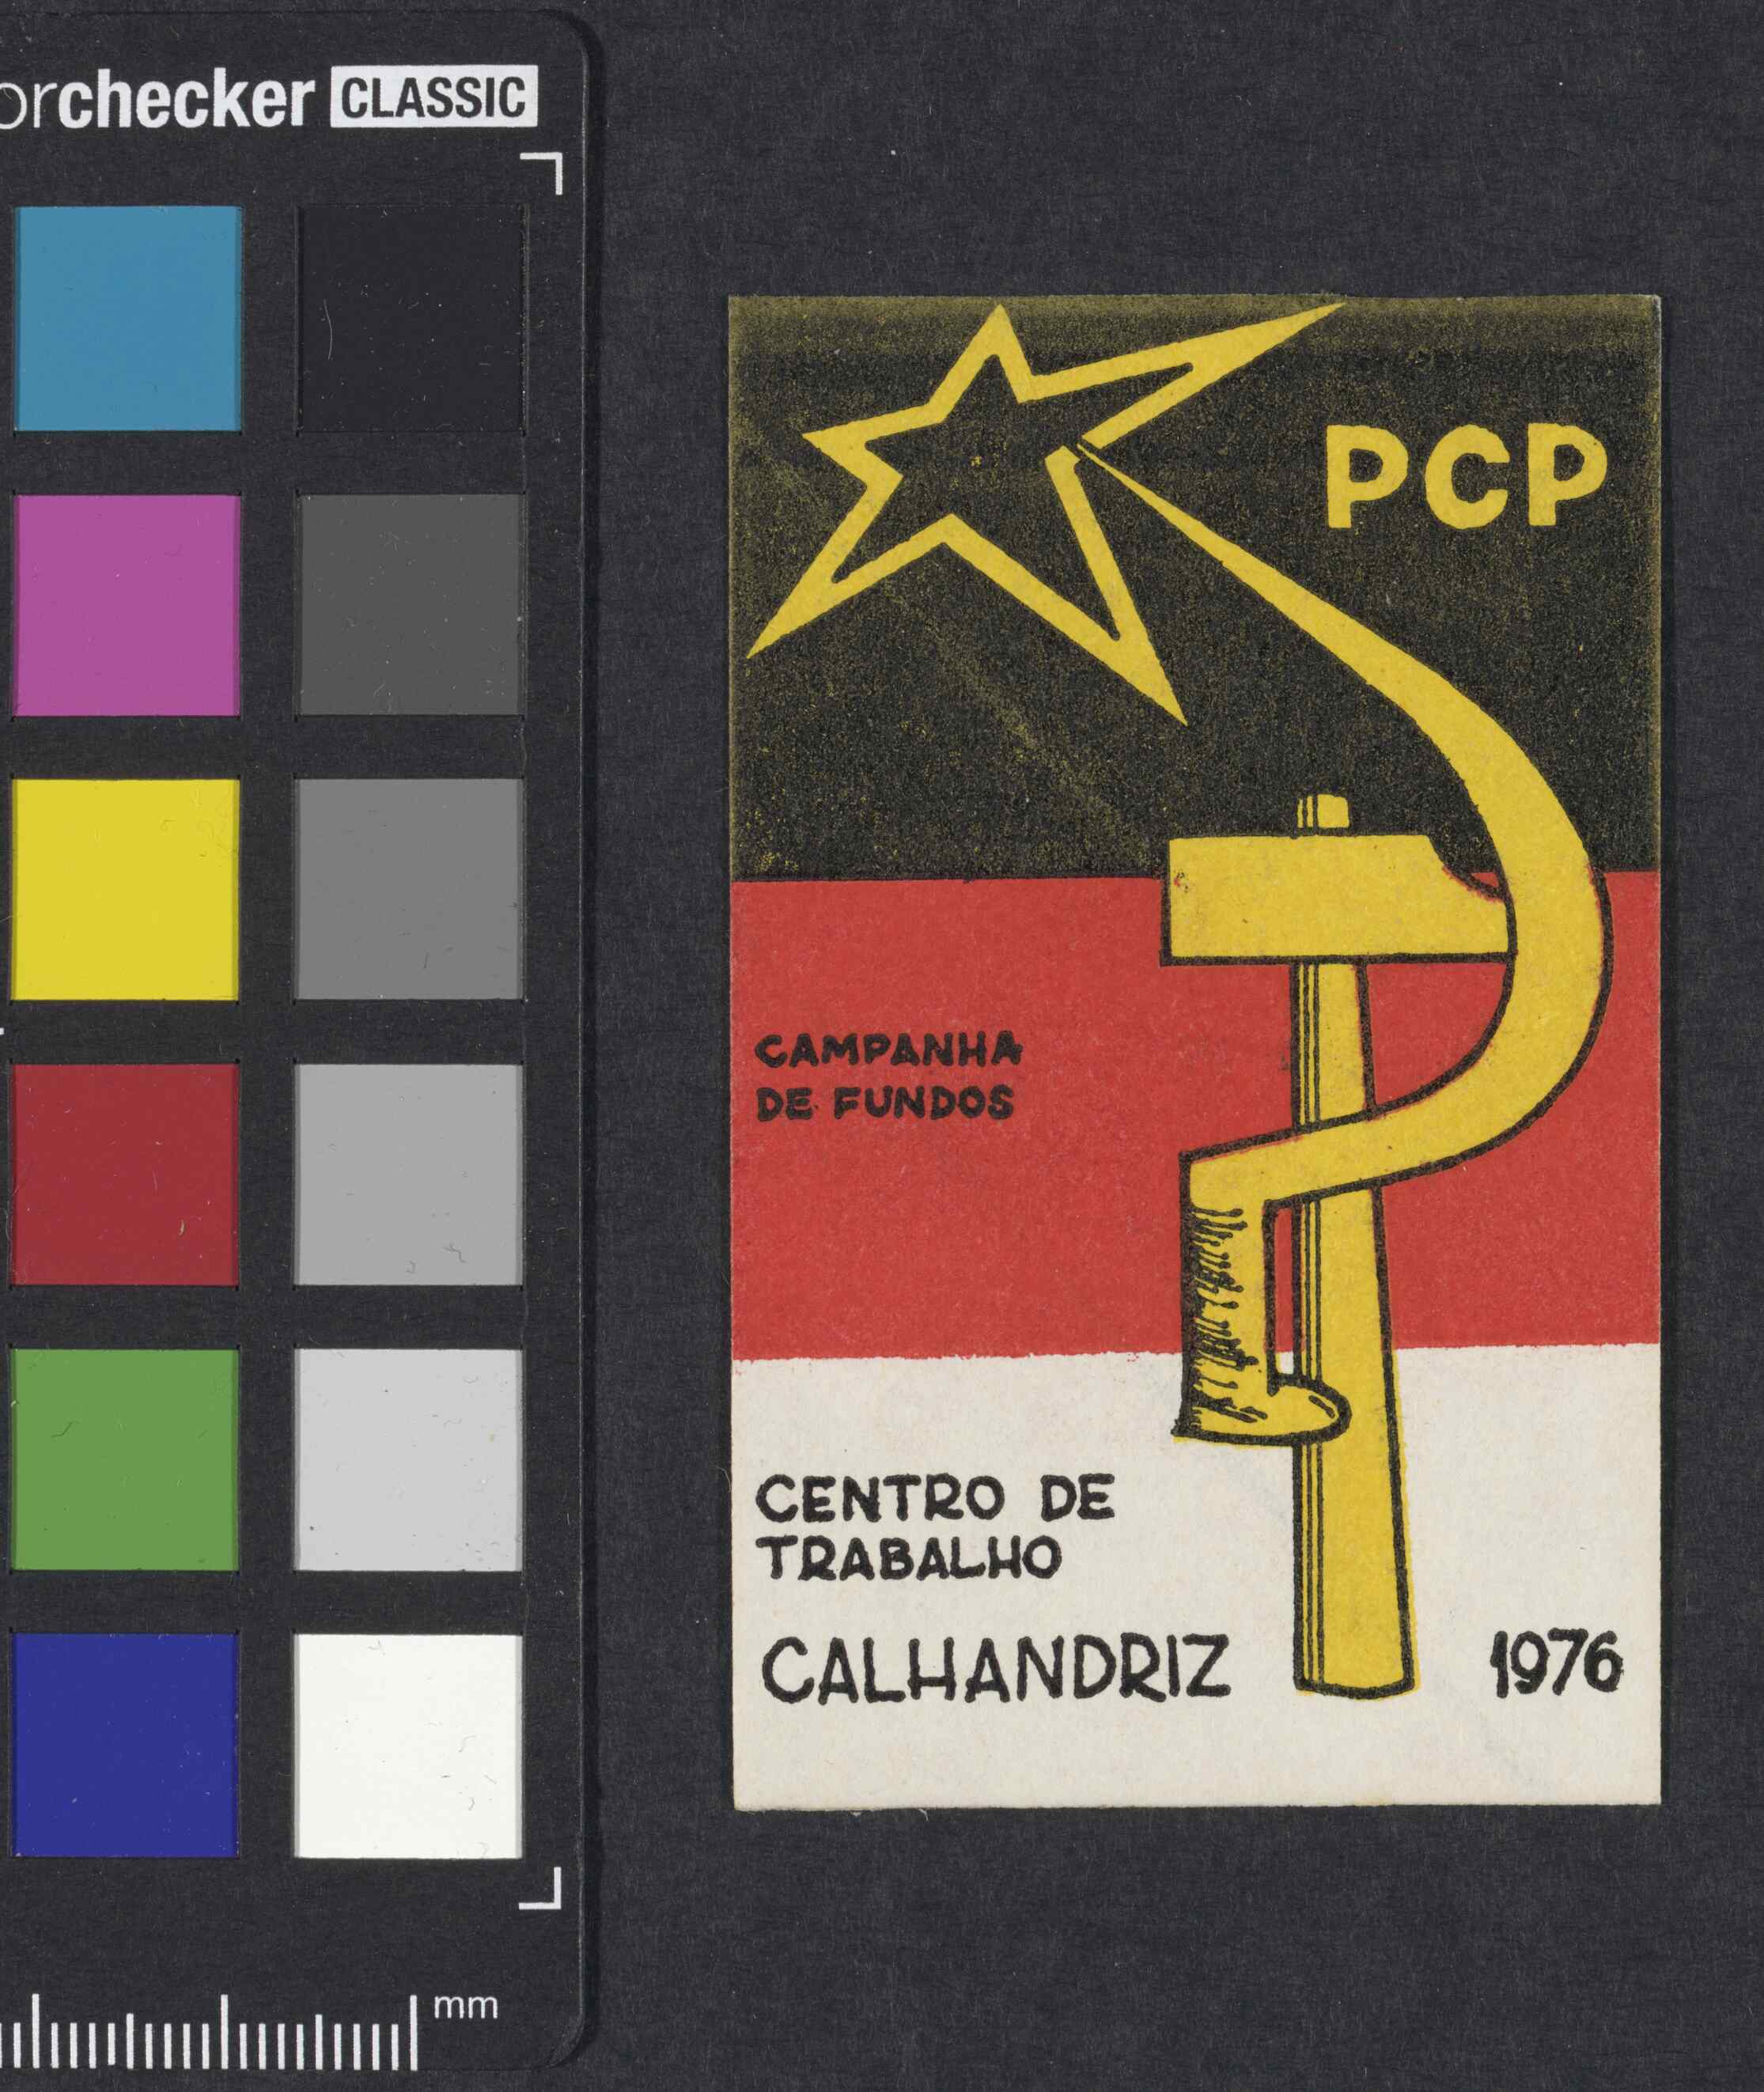 orchecker CLASSIC
PCP
CAMPANHA
DE FUNDOS
CENTRO DE
TRABALHO
CALHANDRIZ
1976
mm